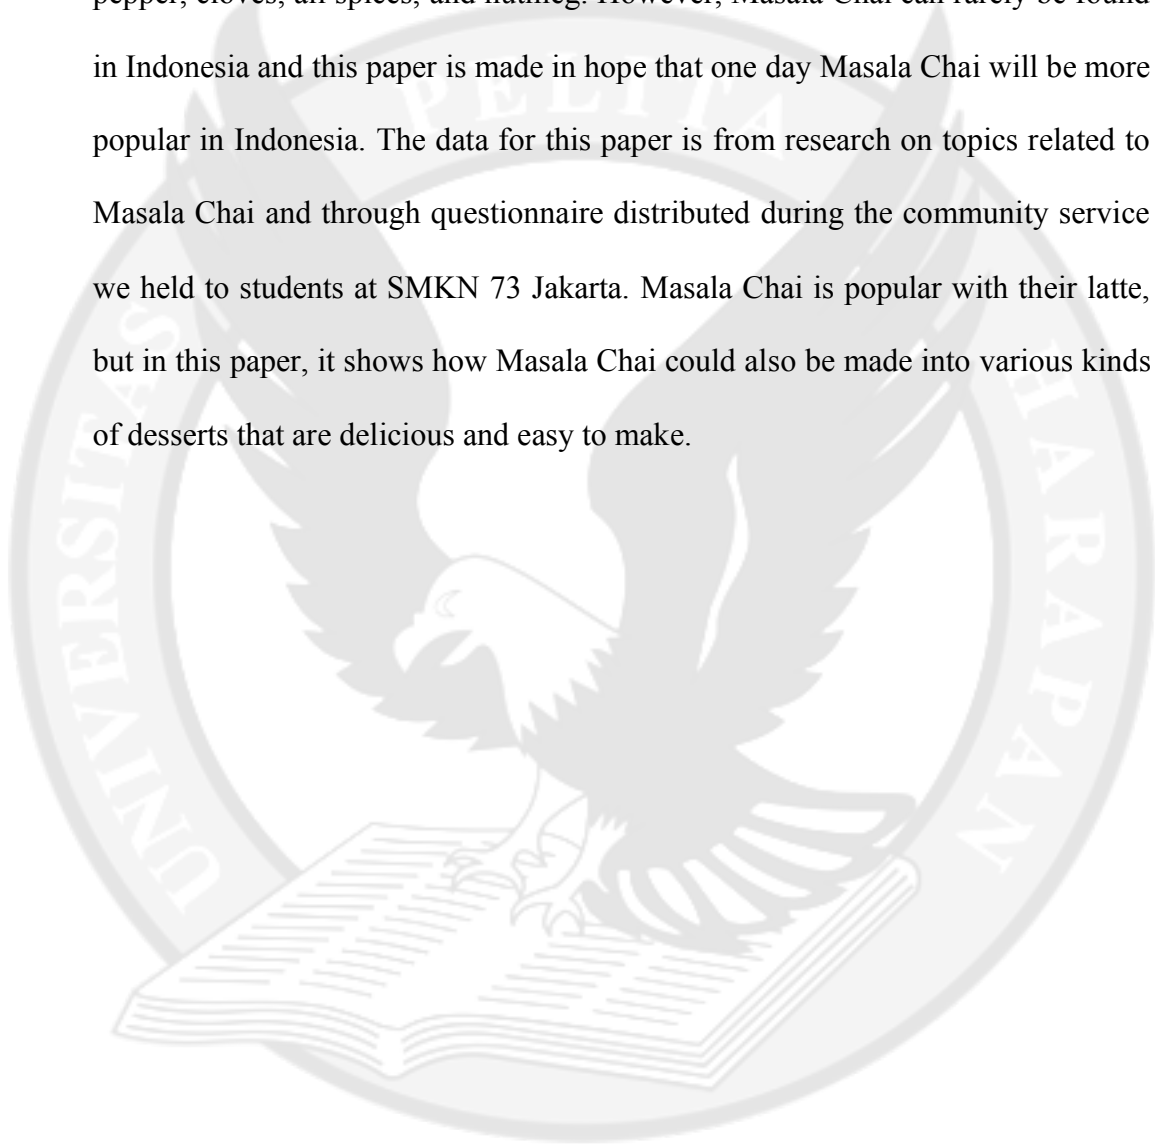 pepper, cloves, all spices, and nutmeg. However, Masala Chai can rarely be found
in Indonesia and this paper is made in hope that one day Masala Chai will be more
popular in Indonesia. The data for this paper is from research on topics related to
Masala Chai and through questionnaire distributed during the community service
we held to students at SMKN 73 Jakarta. Masala Chai is popular with their latte,
but in this paper, it shows how Masala Chai could also be made into various kinds
of desserts that are delicious and easy to make.
UNIVERSITAS PELITA HARAPAN